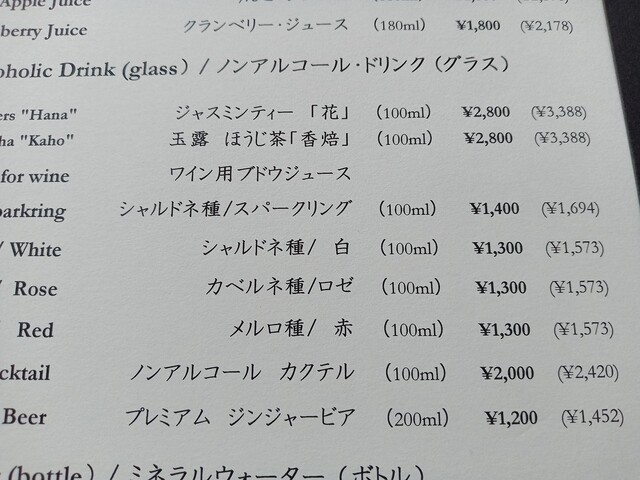 Apple Juice
berry Juice クランベリー・ジュース (180ml) ¥1,800 (¥2,178)
oholic Drink (glass) / ノンアルコール・ドリンク (グラス)
ers "Hana" ジャスミンティー 「花」 (100ml) ¥2,800 (¥3,388)
ha "Kaho" 玉露 ほうじ茶「香焙」 (100ml) ¥2,800 (¥3,388)
for wine ワイン用ブドウジュース
parkring シャルドネ種/スパークリング (100ml) ¥1,400 (¥1,694)
/ White シャルドネ種/ 白 (100ml) ¥1,300 (¥1,573)
/ Rose カベルネ種/ロゼ (100ml) ¥1,300 (¥1,573)
/ Red メルロ種/ 赤 (100ml) ¥1,300 (¥1,573)
cktail ノンアルコール カクテル (100ml) ¥2,000 (¥2,420)
Beer プレミアム ジンジャービア (200ml) ¥1,200 (¥1,452)
(bottle) / ミネラルウォーター (ボトル)